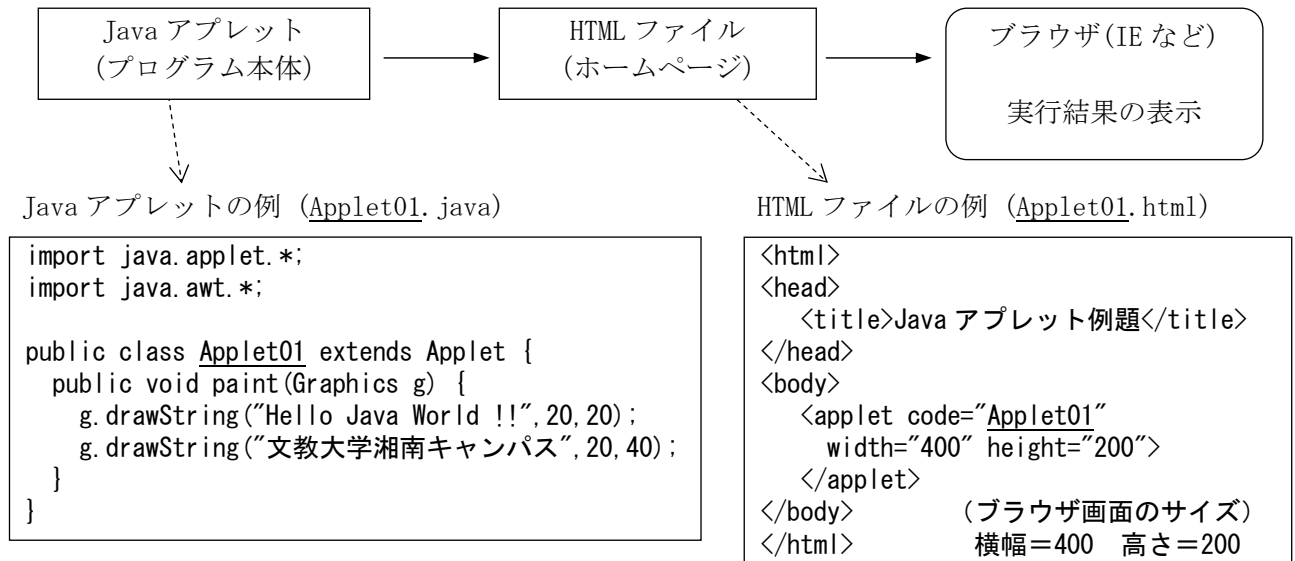 Java アプレット
(プログラム本体)
HTML ファイル
(ホームページ)
ブラウザ(IE など)
実行結果の表示
Java アプレットの例 (Applet01.java)
import java.applet.*;
import java.awt.*;
public class Applet01 extends Applet {
public void paint(Graphics g) {
g.drawString("Hello Java World !!",20,20);
g.drawString("文教大学湘南キャンパス",20,40);
}
}
HTML ファイルの例 (Applet01.html)
<html>
<head>
<title>Java アプレット例題</title>
</head>
<body>
<applet code="Applet01"
width="400" height="200">
</applet>
</body> (ブラウザ画面のサイズ)
</html> 横幅＝400 高さ＝200